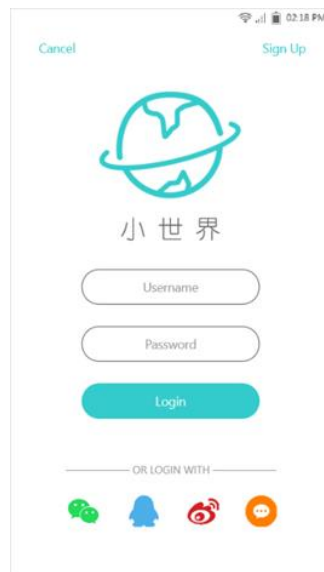 02:18 PM
Cancel Sign Up
小世界
Username
Password
Login
OR LOGIN WITH